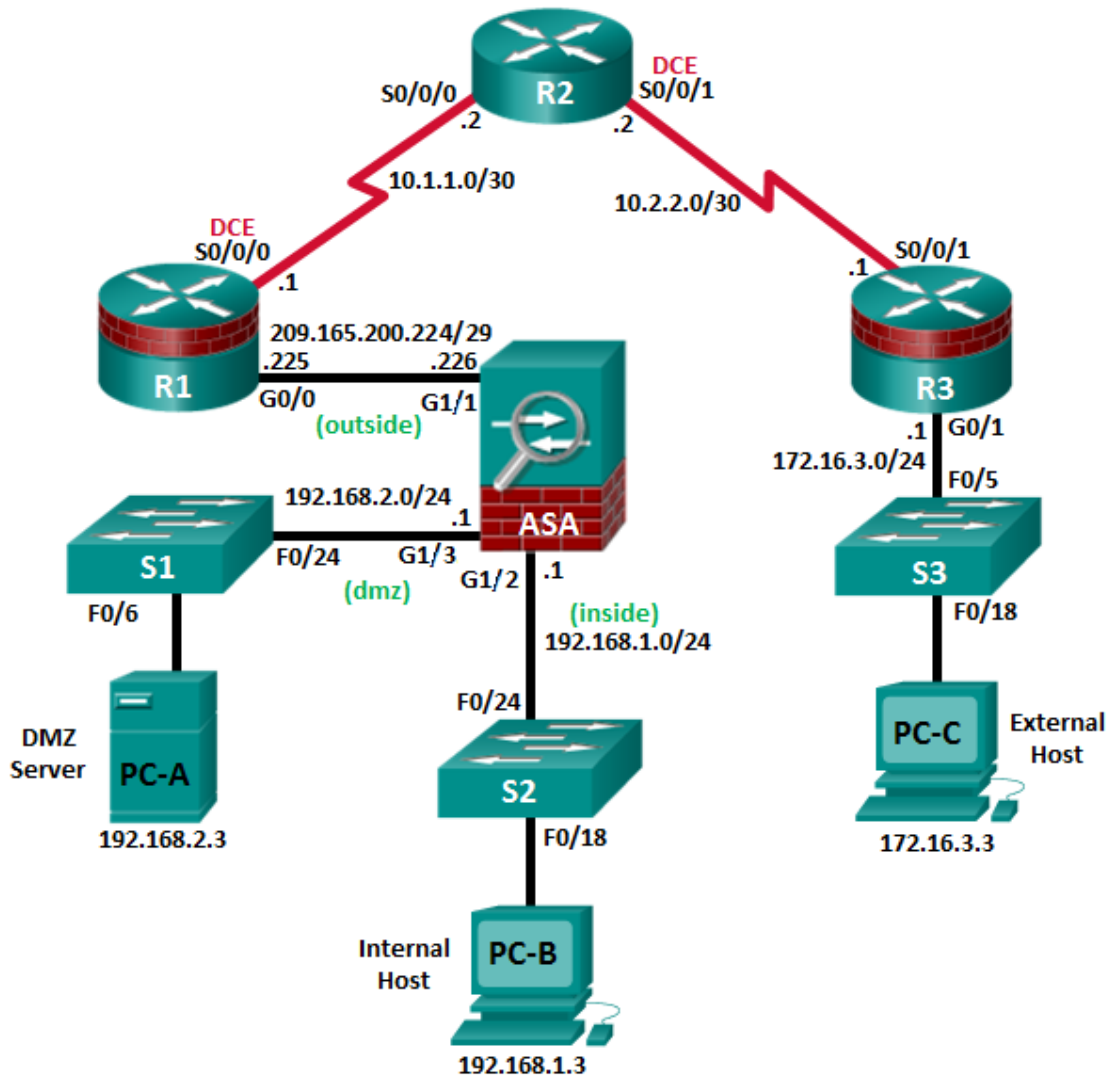 DCE
S0/0/0
S0/0/1
R2
.2
.2
10.1.1.0/30
10.2.2.0/30
DCE
S0/0/0
.1
S0/0/1
.1
209.165.200.224/29
.225
.226
R1
G0/0
G1/1
(outside)
R3
.1
G0/1
172.16.3.0/24
F0/5
192.168.2.0/24
.1
ASA
S1
F0/24
G1/3
(dmz)
G1/2
.1
S3
F0/6
(inside)
192.168.1.0/24
F0/18
F0/24
DMZ
Server
PC-A
192.168.2.3
S2
F0/18
PC-C
External
Host
172.16.3.3
Internal
Host
PC-B
192.168.1.3